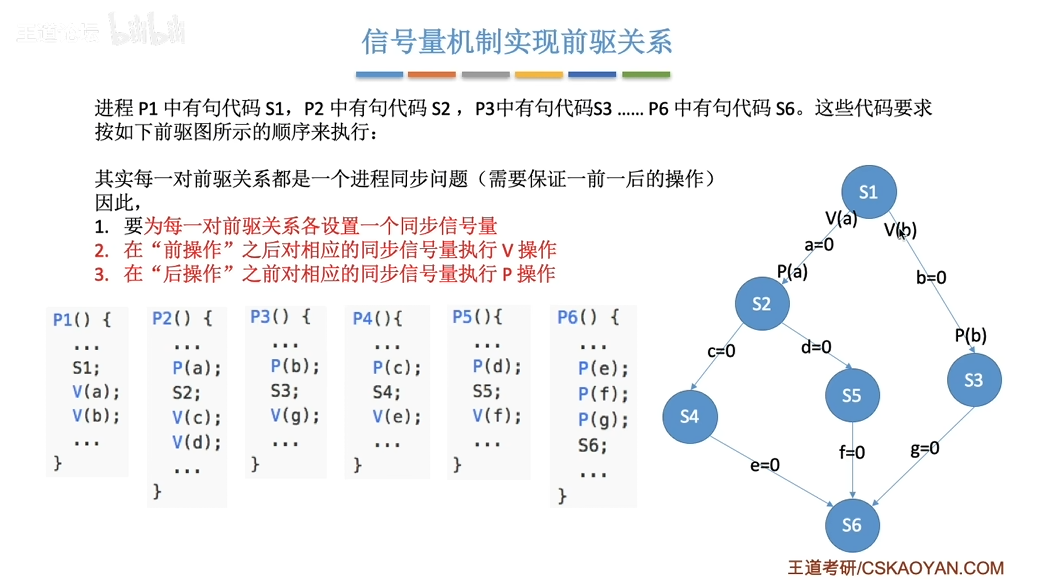 王道论坛 bilibili
信号量机制实现前驱关系
进程 P1 中有句代码 S1，P2 中有句代码 S2 ，P3中有句代码S3 …… P6 中有句代码 S6。这些代码要求
按如下前驱图所示的顺序来执行：
其实每一对前驱关系都是一个进程同步问题（需要保证一前一后的操作）
因此，
1. 要为每一对前驱关系各设置一个同步信号量
2. 在“前操作”之后对相应的同步信号量执行 V 操作
3. 在“后操作”之前对相应的同步信号量执行 P 操作
P1() {
...
S1;
V(a);
V(b);
...
}
P2() {
...
P(a);
S2;
V(c);
V(d);
...
}
P3() {
...
P(b);
S3;
V(g);
...
}
P4(){
...
P(c);
S4;
V(e);
...
}
P5(){
...
P(d);
S5;
V(f);
...
}
P6() {
...
P(e);
P(f);
P(g);
S6;
...
}
S1
V(a)
V(b)
a=0
P(a)
b=0
S2
P(b)
c=0
d=0
S3
S5
S4
f=0
g=0
e=0
S6
王道考研/CSKAOYAN.COM